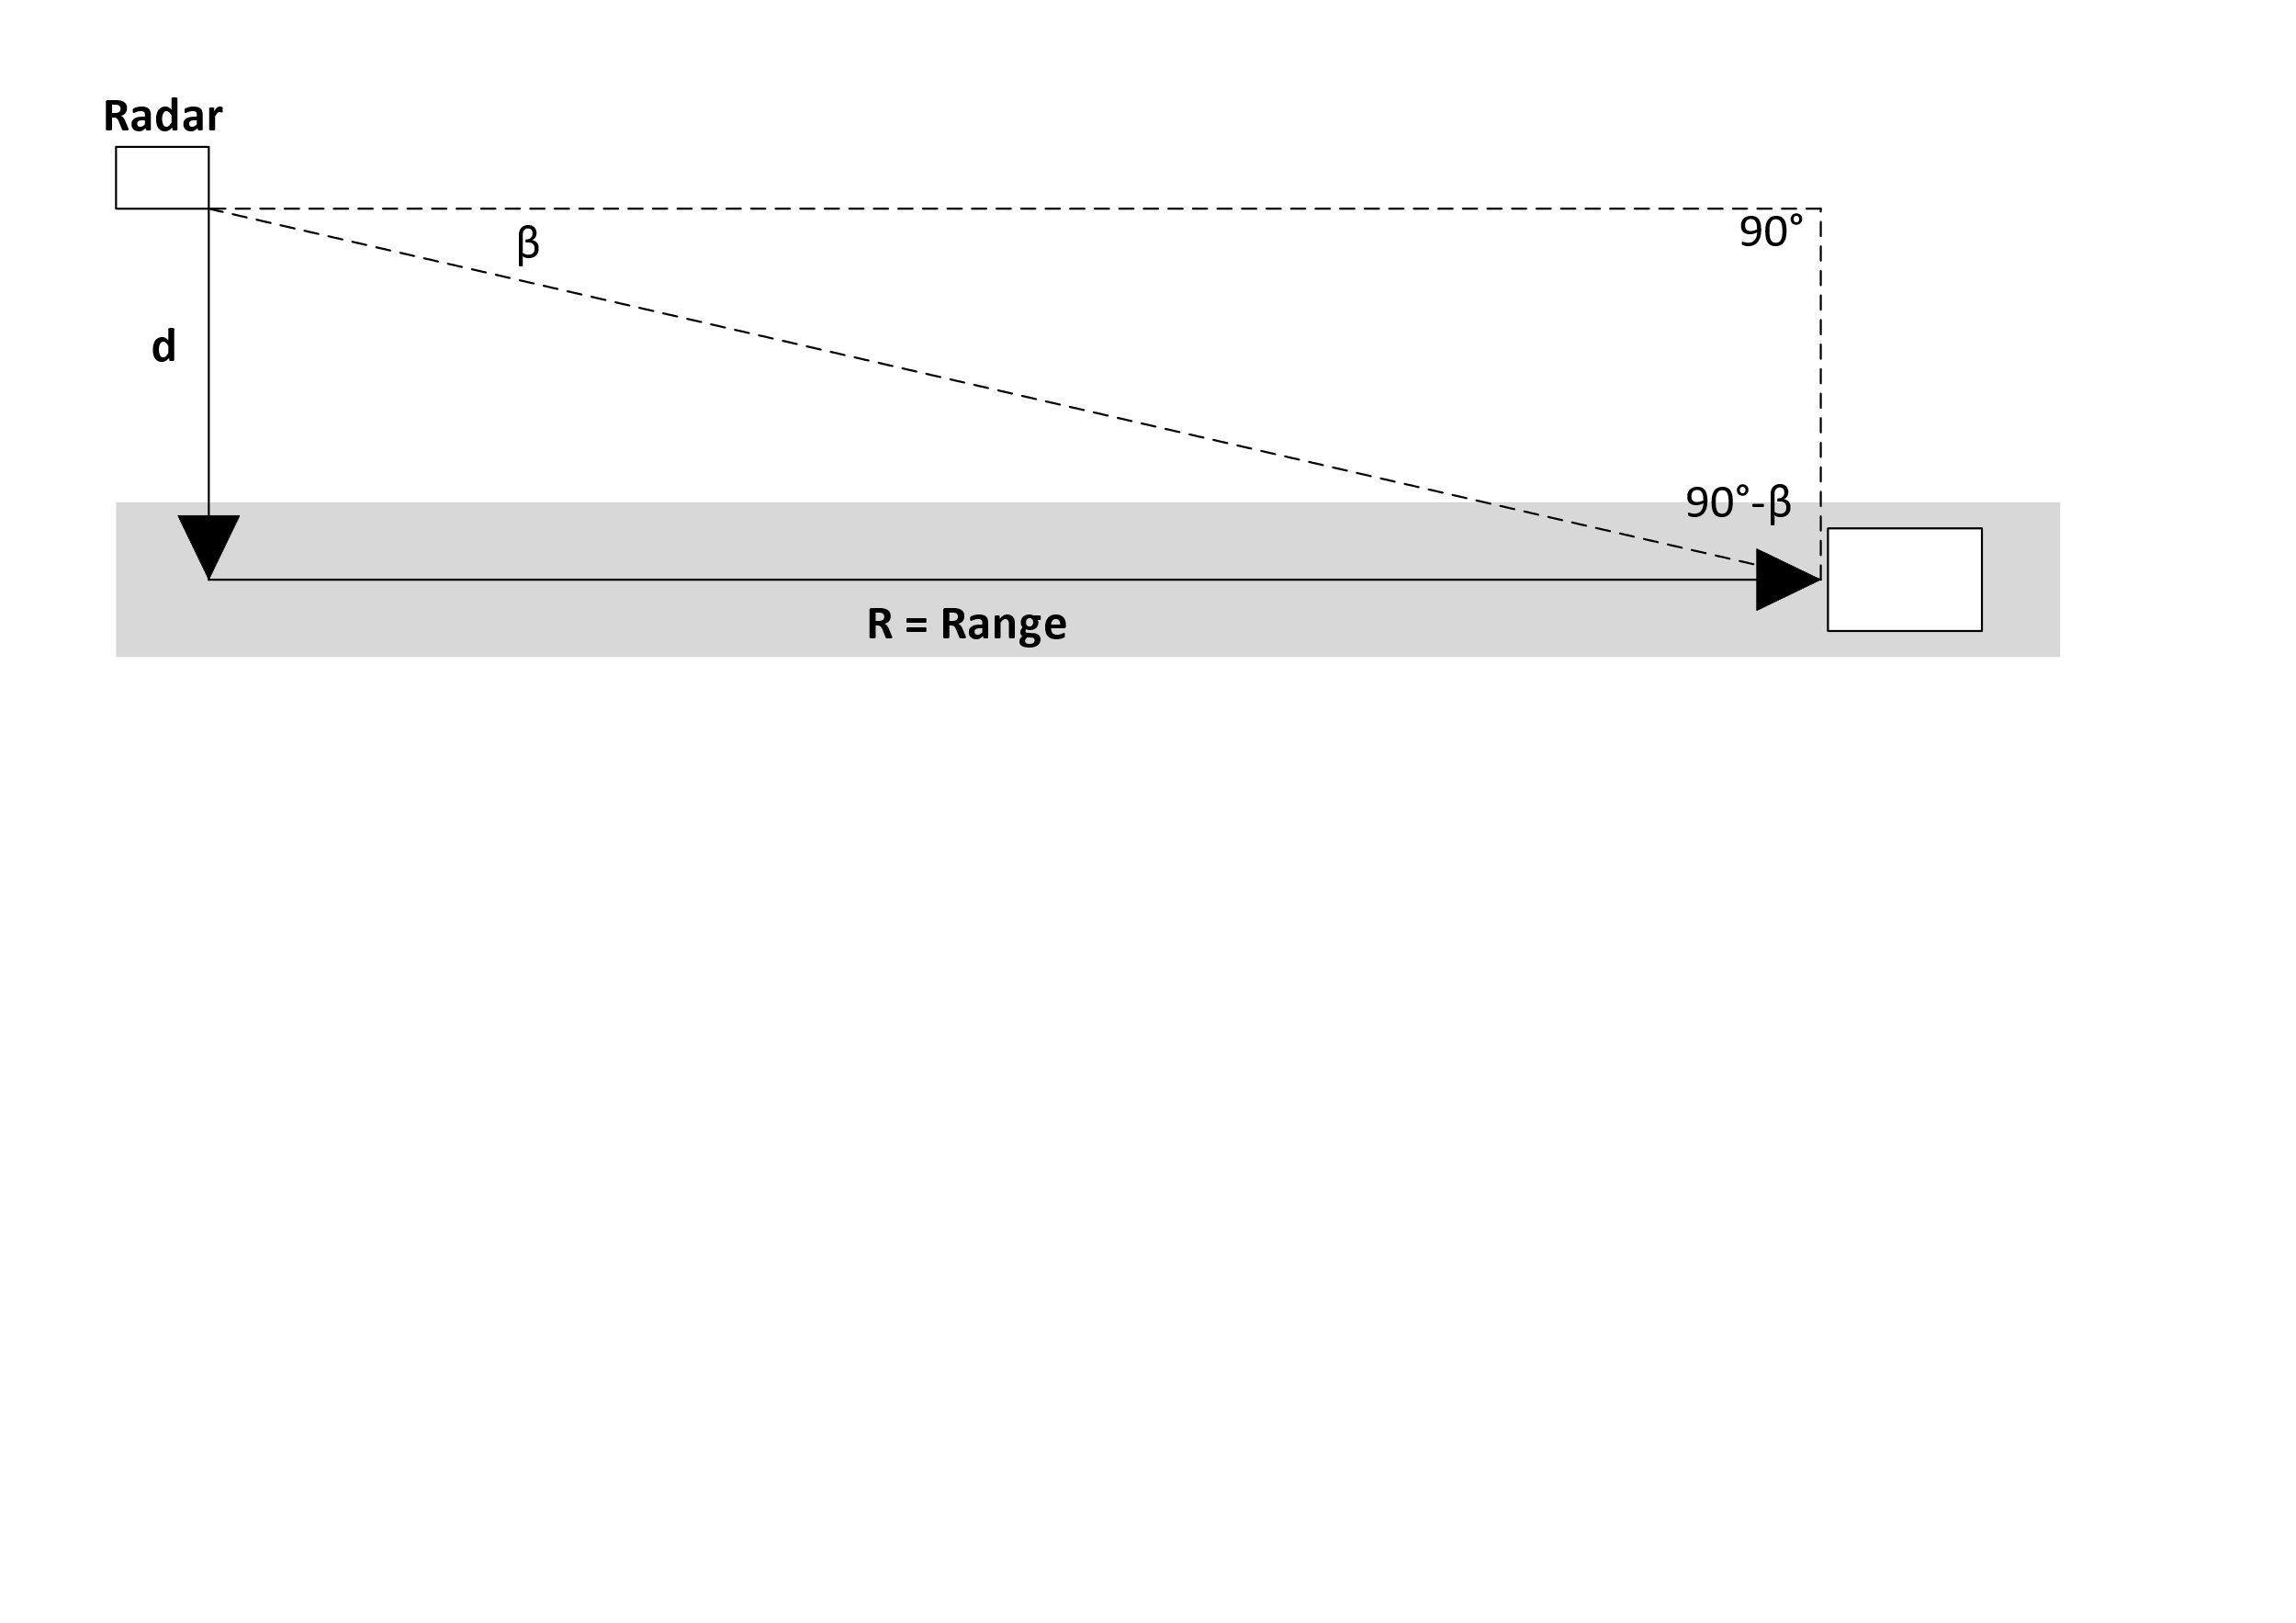 Radar
90°
β
d
90°-β
R = Range